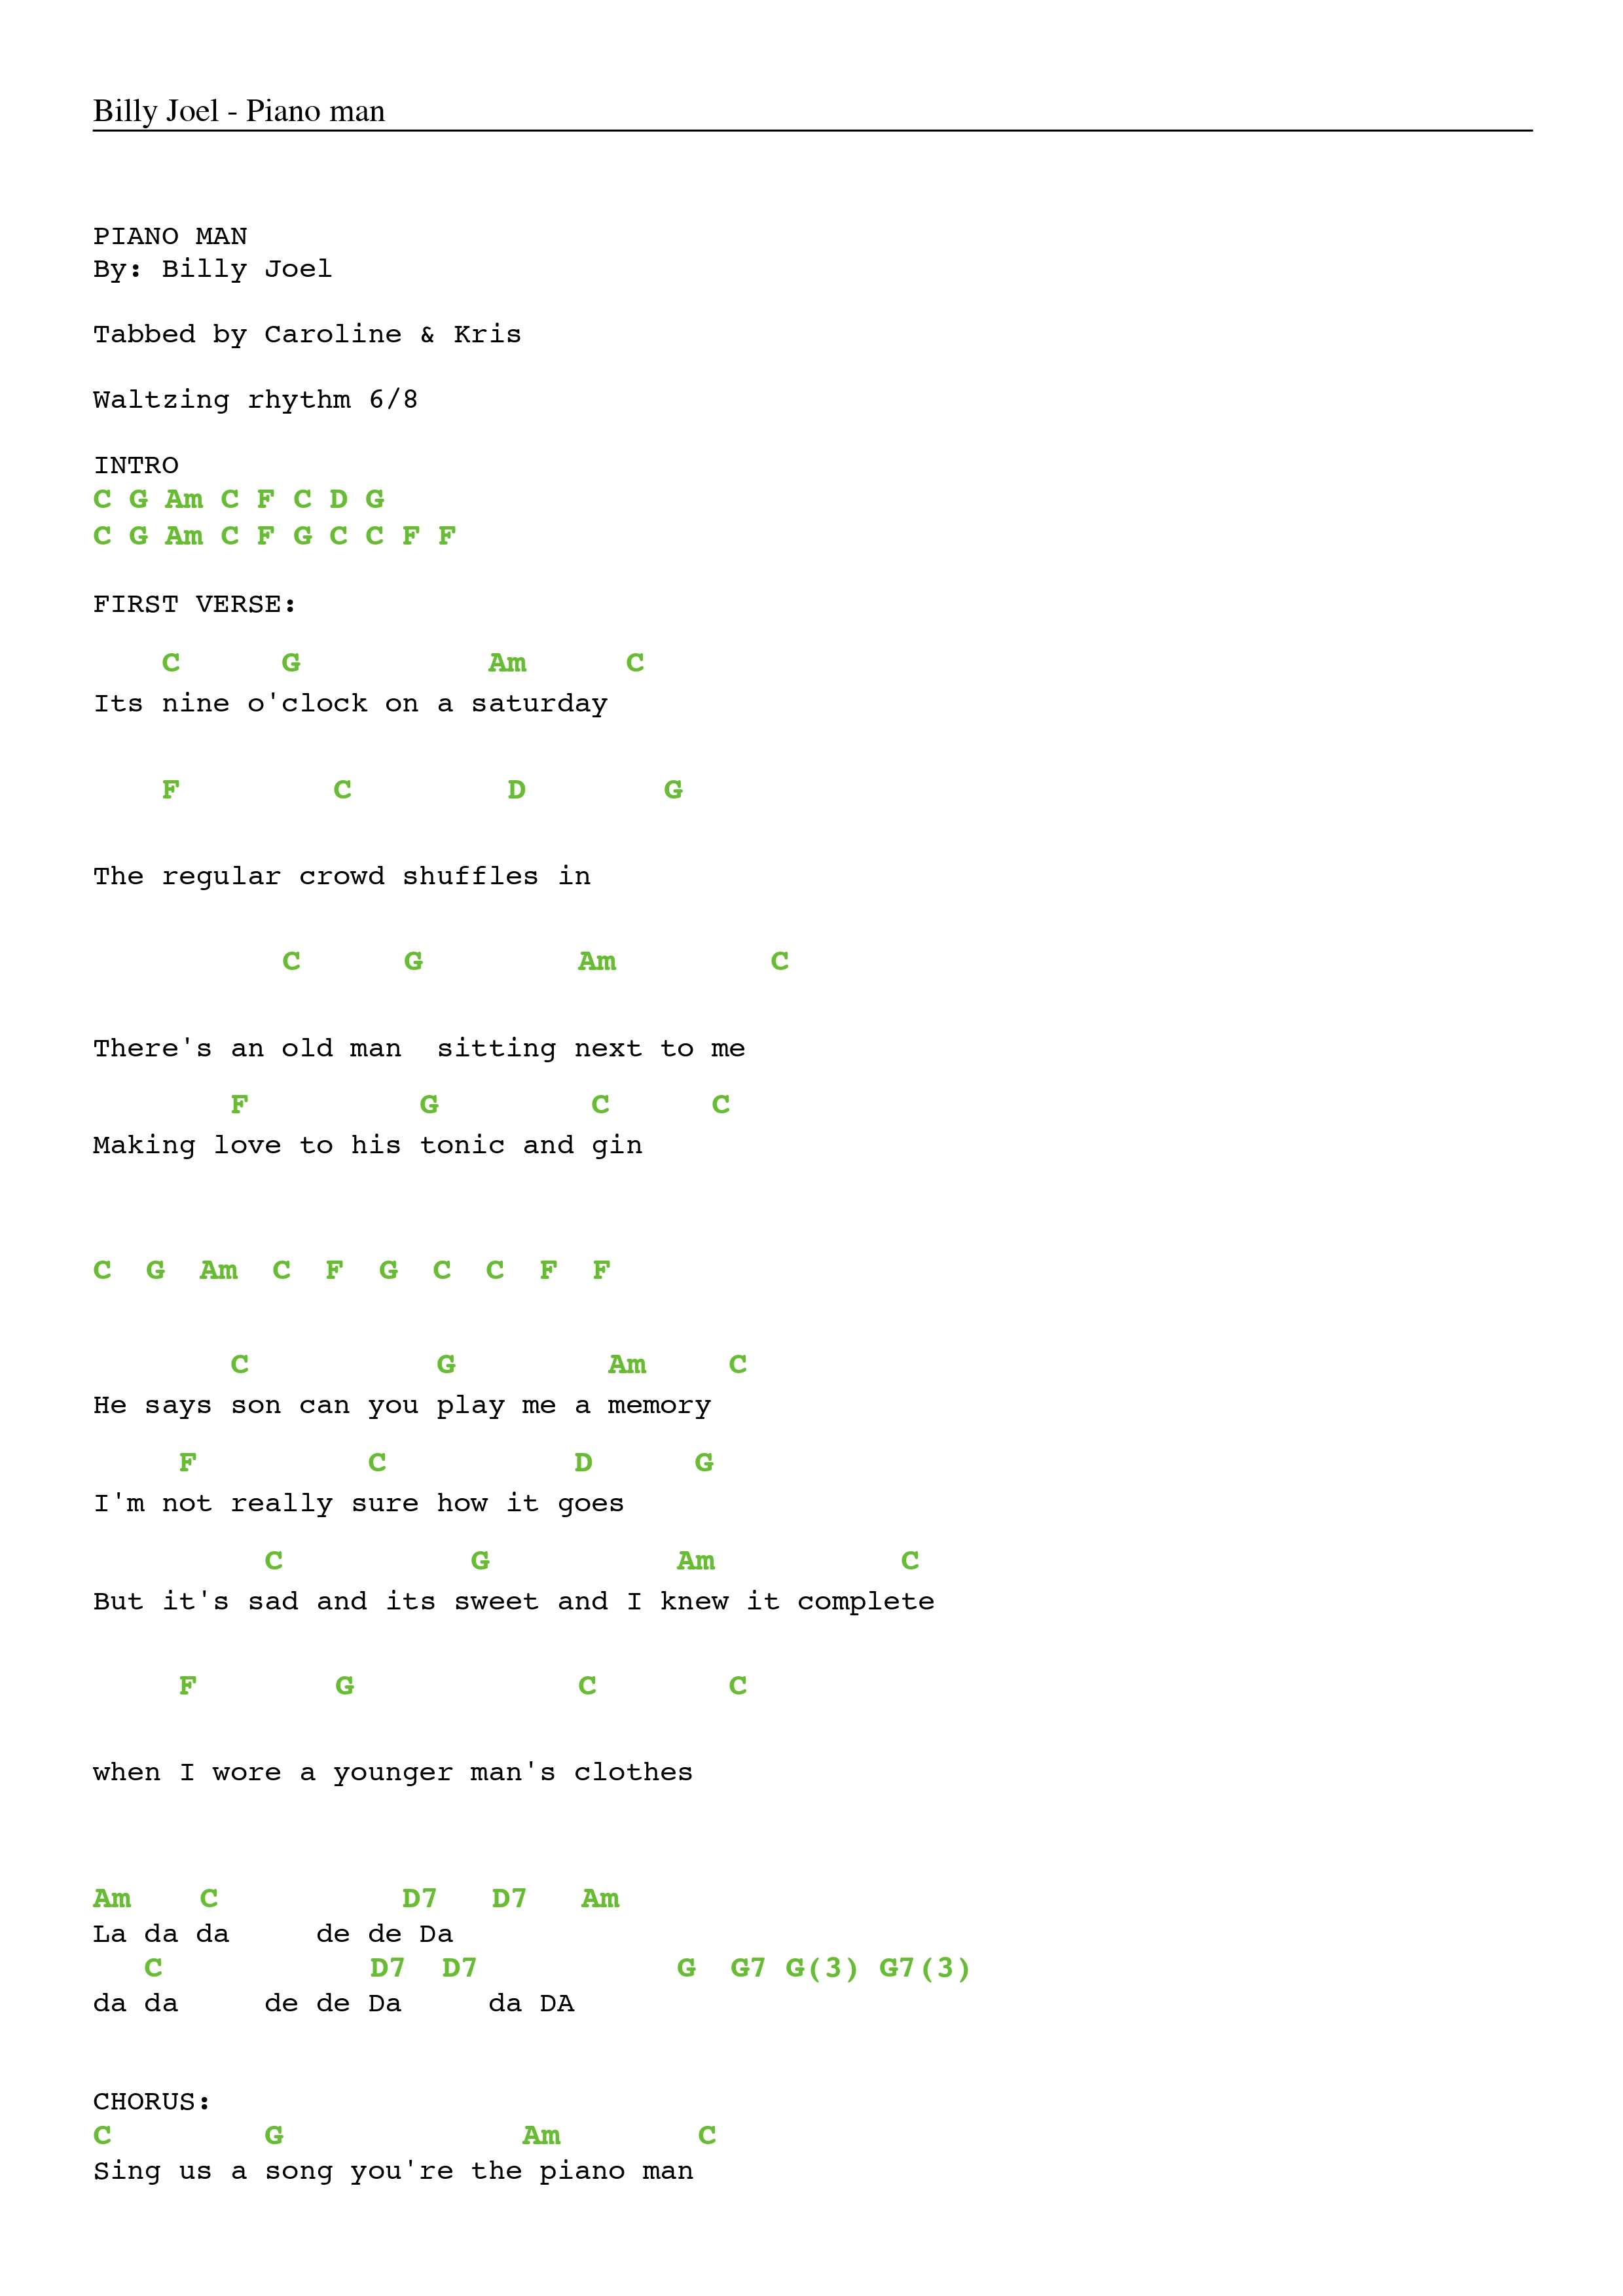 Billy Joel - Piano man
PIANO MAN
By: Billy Joel
Tabbed by Caroline & Kris
Waltzing rhythm 6/8
INTRO
C G Am C F C D G
C G Am C F G C C F F
FIRST VERSE:
C G Am C
Its nine o'clock on a saturday
F C D G
The regular crowd shuffles in
C G Am C
There's an old man sitting next to me
F G C C
Making love to his tonic and gin
C G Am C F G C C F F
C G Am C
He says son can you play me a memory
F C D G
I'm not really sure how it goes
C G Am C
But it's sad and its sweet and I knew it complete
F G C C
when I wore a younger man's clothes
Am C D7 D7 Am
La da da de de Da
C D7 D7 G G7 G(3) G7(3)
da da de de Da da DA
CHORUS:
C G Am C
Sing us a song you're the piano man